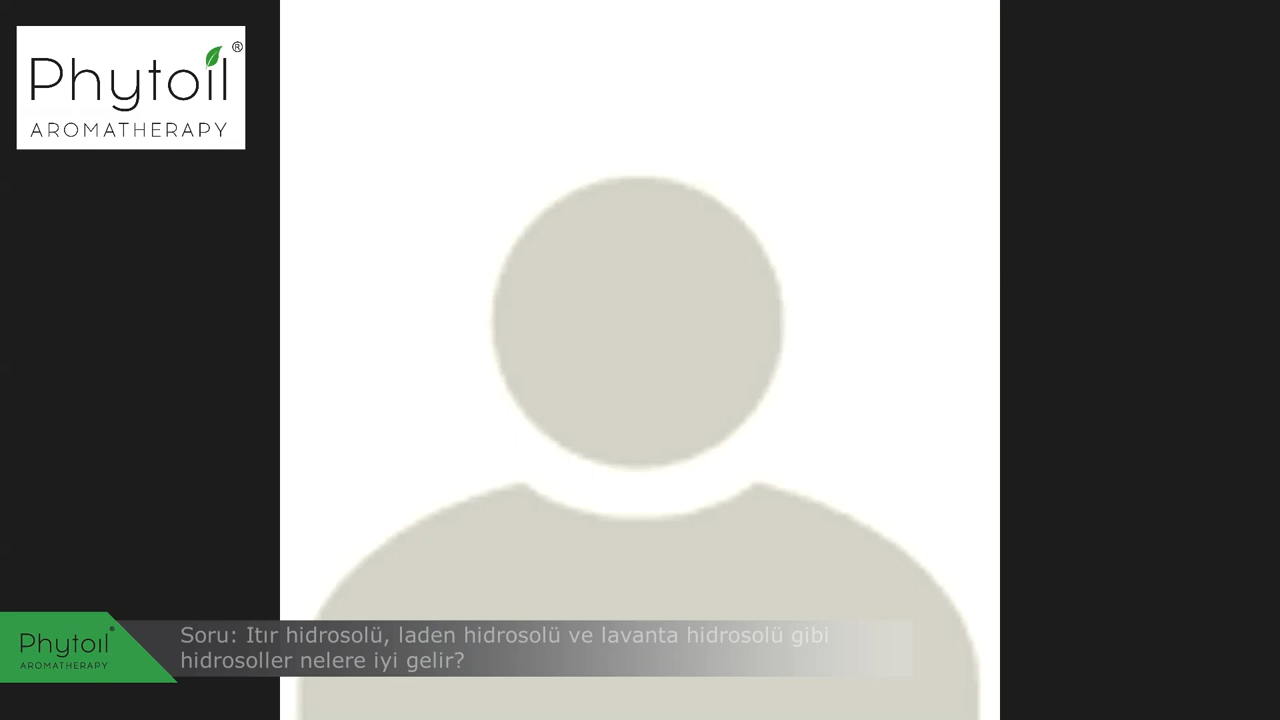 Phytoil®
AROMATHERAPY
Phytoil®
AROMATHERAPY
Soru: Itır hidrosolü, laden hidrosolü ve lavanta hidrosolü gibi
hidrosoller nelere iyi gelir?